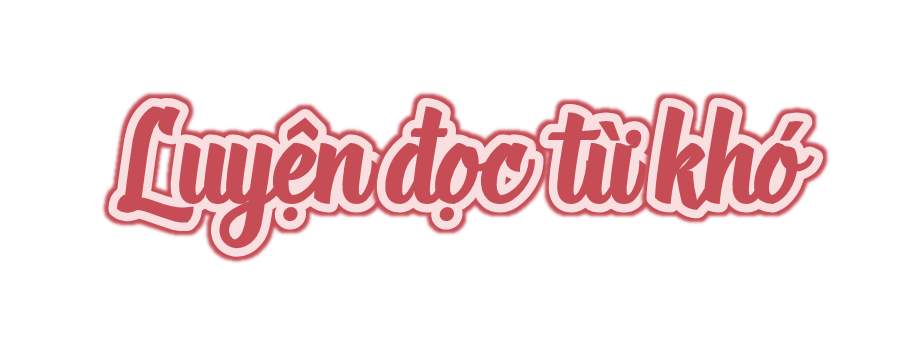 Luyện đọc từ khó